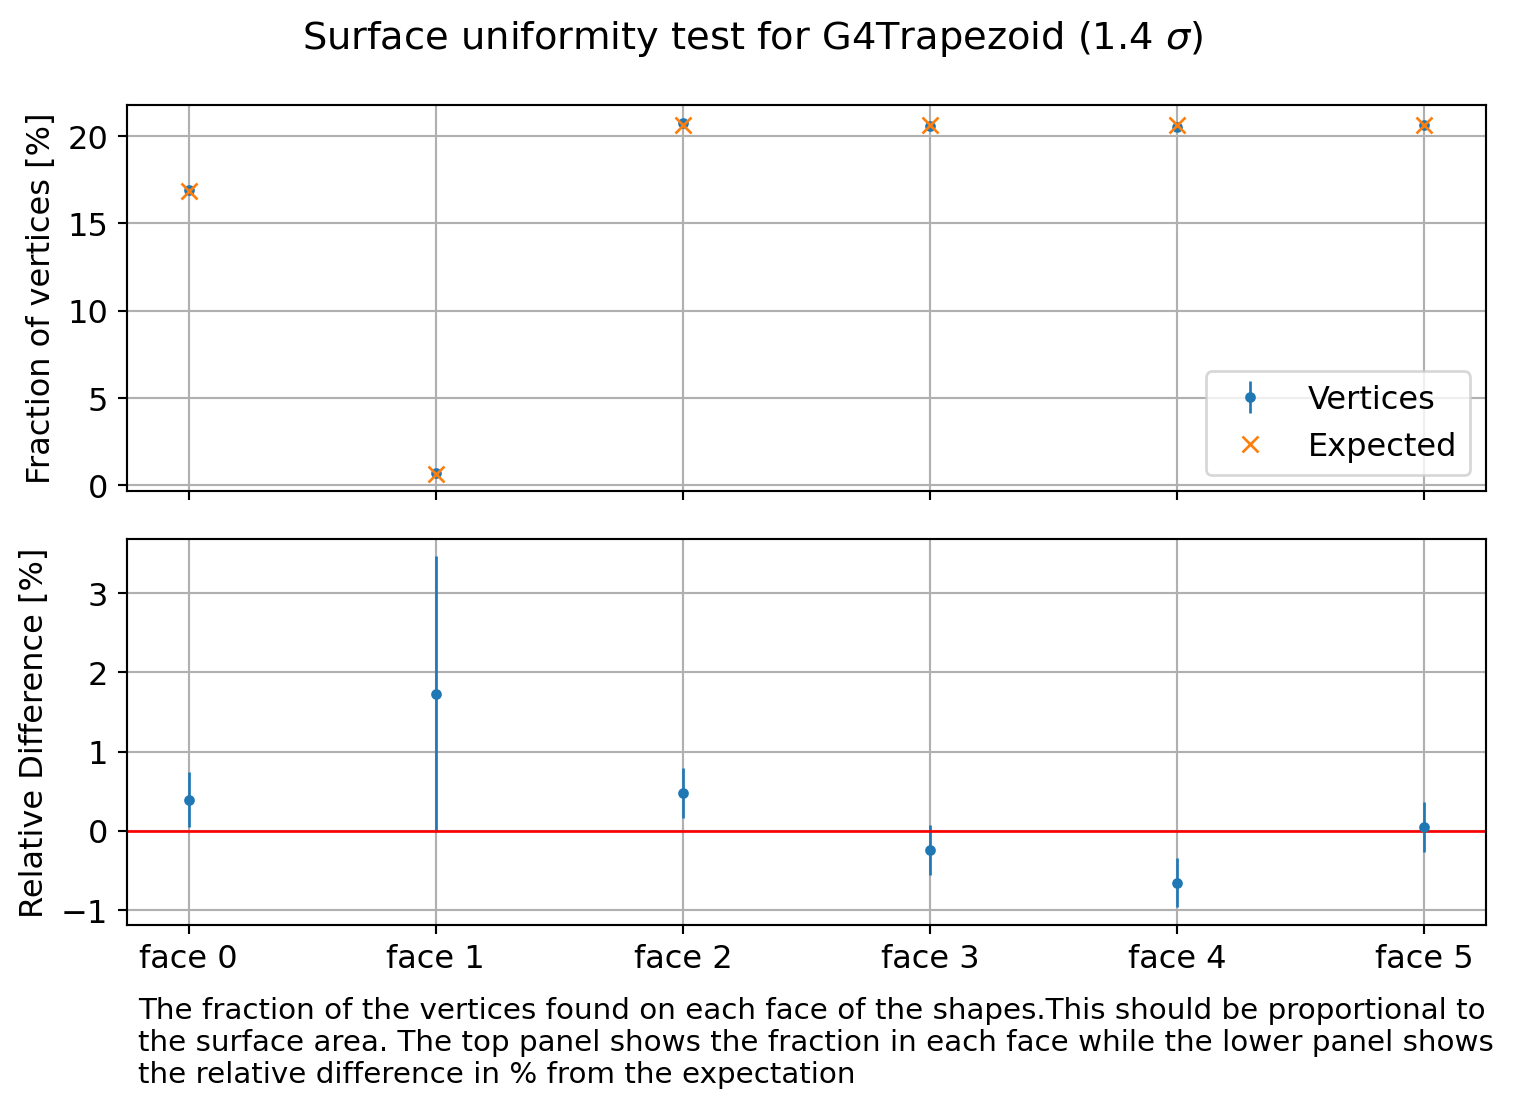 Surface uniformity test for G4Trapezoid (1.4 σ)
Fraction of vertices [%]
20
15
10
5
0
Vertices
Expected
Relative Difference [%]
3
2
1
0
−1
face 0 face 1 face 2 face 3 face 4 face 5
The fraction of the vertices found on each face of the shapes.This should be proportional to
the surface area. The top panel shows the fraction in each face while the lower panel shows
the relative difference in % from the expectation